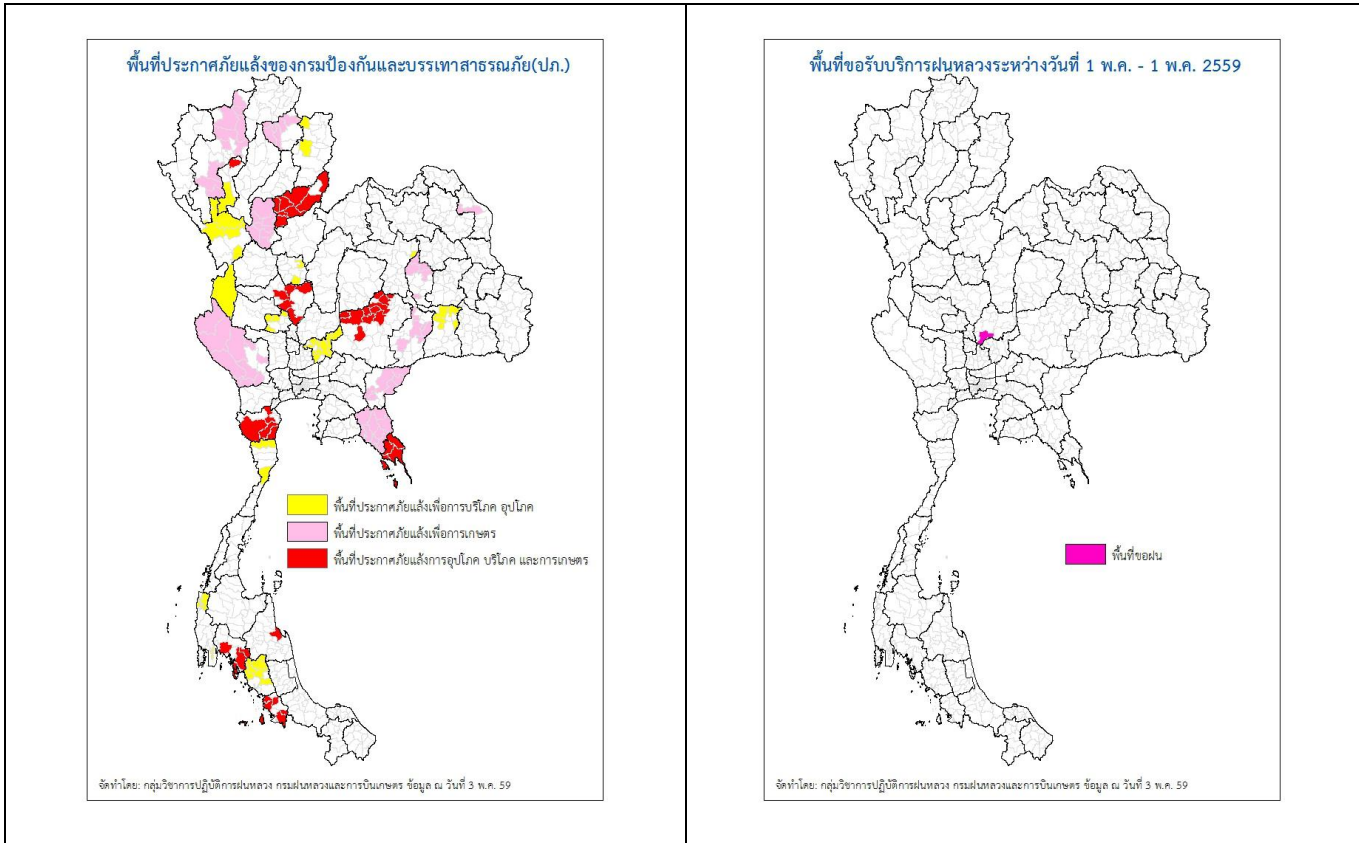 พื้นที่ประกาศภัยแล้งของกรมป้องกันและบรรเทาสาธรณภัย(ปภ.)
พื้นที่ประกาศภัยแล้งเพื่อการบริโภค อุปโภค
พื้นที่ประกาศภัยแล้งเพื่อการเกษตร
พื้นที่ประกาศภัยแล้งการอุปโภค บริโภค และการเกษตร
จัดทำโดย: กลุ่มวิชาการปฏิบัติการฝนหลวง กรมฝนหลวงและการบินเกษตร ข้อมูล ณ วันที่ 3 พ.ค. 59
พื้นที่ขอรับบริการฝนหลวงระหว่างวันที่ 1 พ.ค. - 1 พ.ค. 2559
พื้นที่ขอฝน
จัดทำโดย: กลุ่มวิชาการปฏิบัติการฝนหลวง กรมฝนหลวงและการบินเกษตร ข้อมูล ณ วันที่ 3 พ.ค. 59